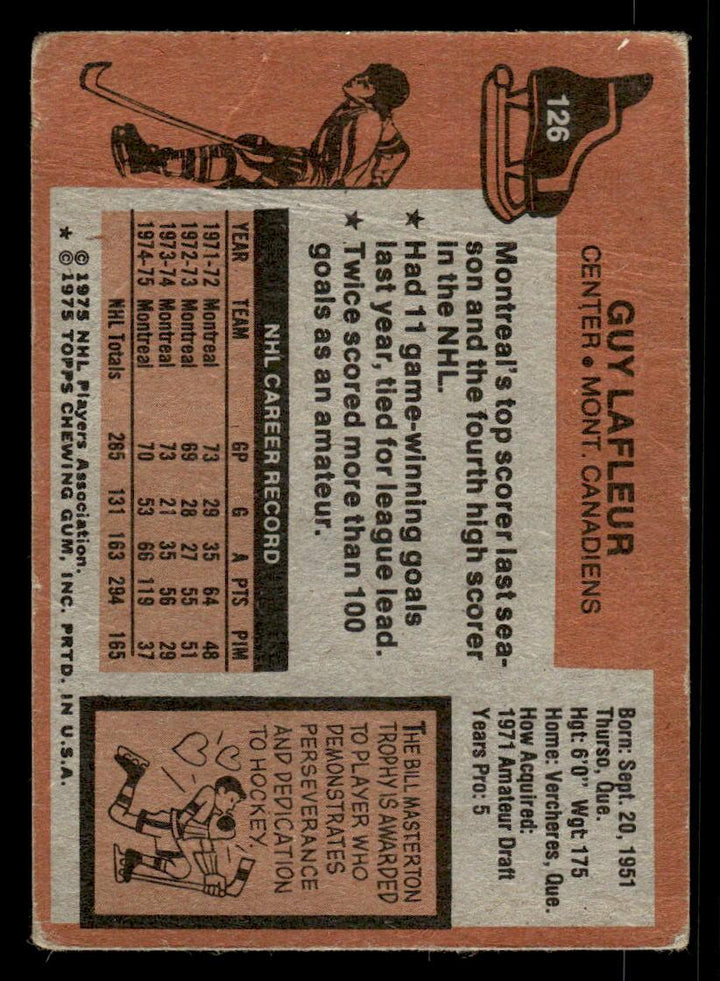 126
GUY LAFLEUR
CENTER • MONT. CANADIENS
Montreal's top scorer last sea-
son and the fourth high scorer
in the NHL.
★ Had 11 game-winning goals
last year, tied for league lead.
★ Twice scored more than 100
goals as an amateur.
NHL CAREER RECORD
YEAR TEAM GP G A PTS PIM
1971-72 Montreal 73 29 35 64 48
1972-73 Montreal 69 28 27 55 51
1973-74 Montreal 73 21 35 56 29
1974-75 Montreal 70 53 66 119 37
NHL Totals 285 131 163 294 165
★ © 1975 NHL Players Association.
© 1975 TOPPS CHEWING GUM, INC. PRTD. IN U.S.A.
Born: Sept. 20, 1951
Thurso, Que.
Hgt: 6'0" Wgt: 175
Home: Vercheres, Que.
How Acquired:
1971 Amateur Draft
Years Pro: 5
THE BILL MASTERTON
TROPHY IS AWARDED
TO PLAYER WHO
DEMONSTRATES
PERSEVERANCE
AND DEDICATION
TO HOCKEY